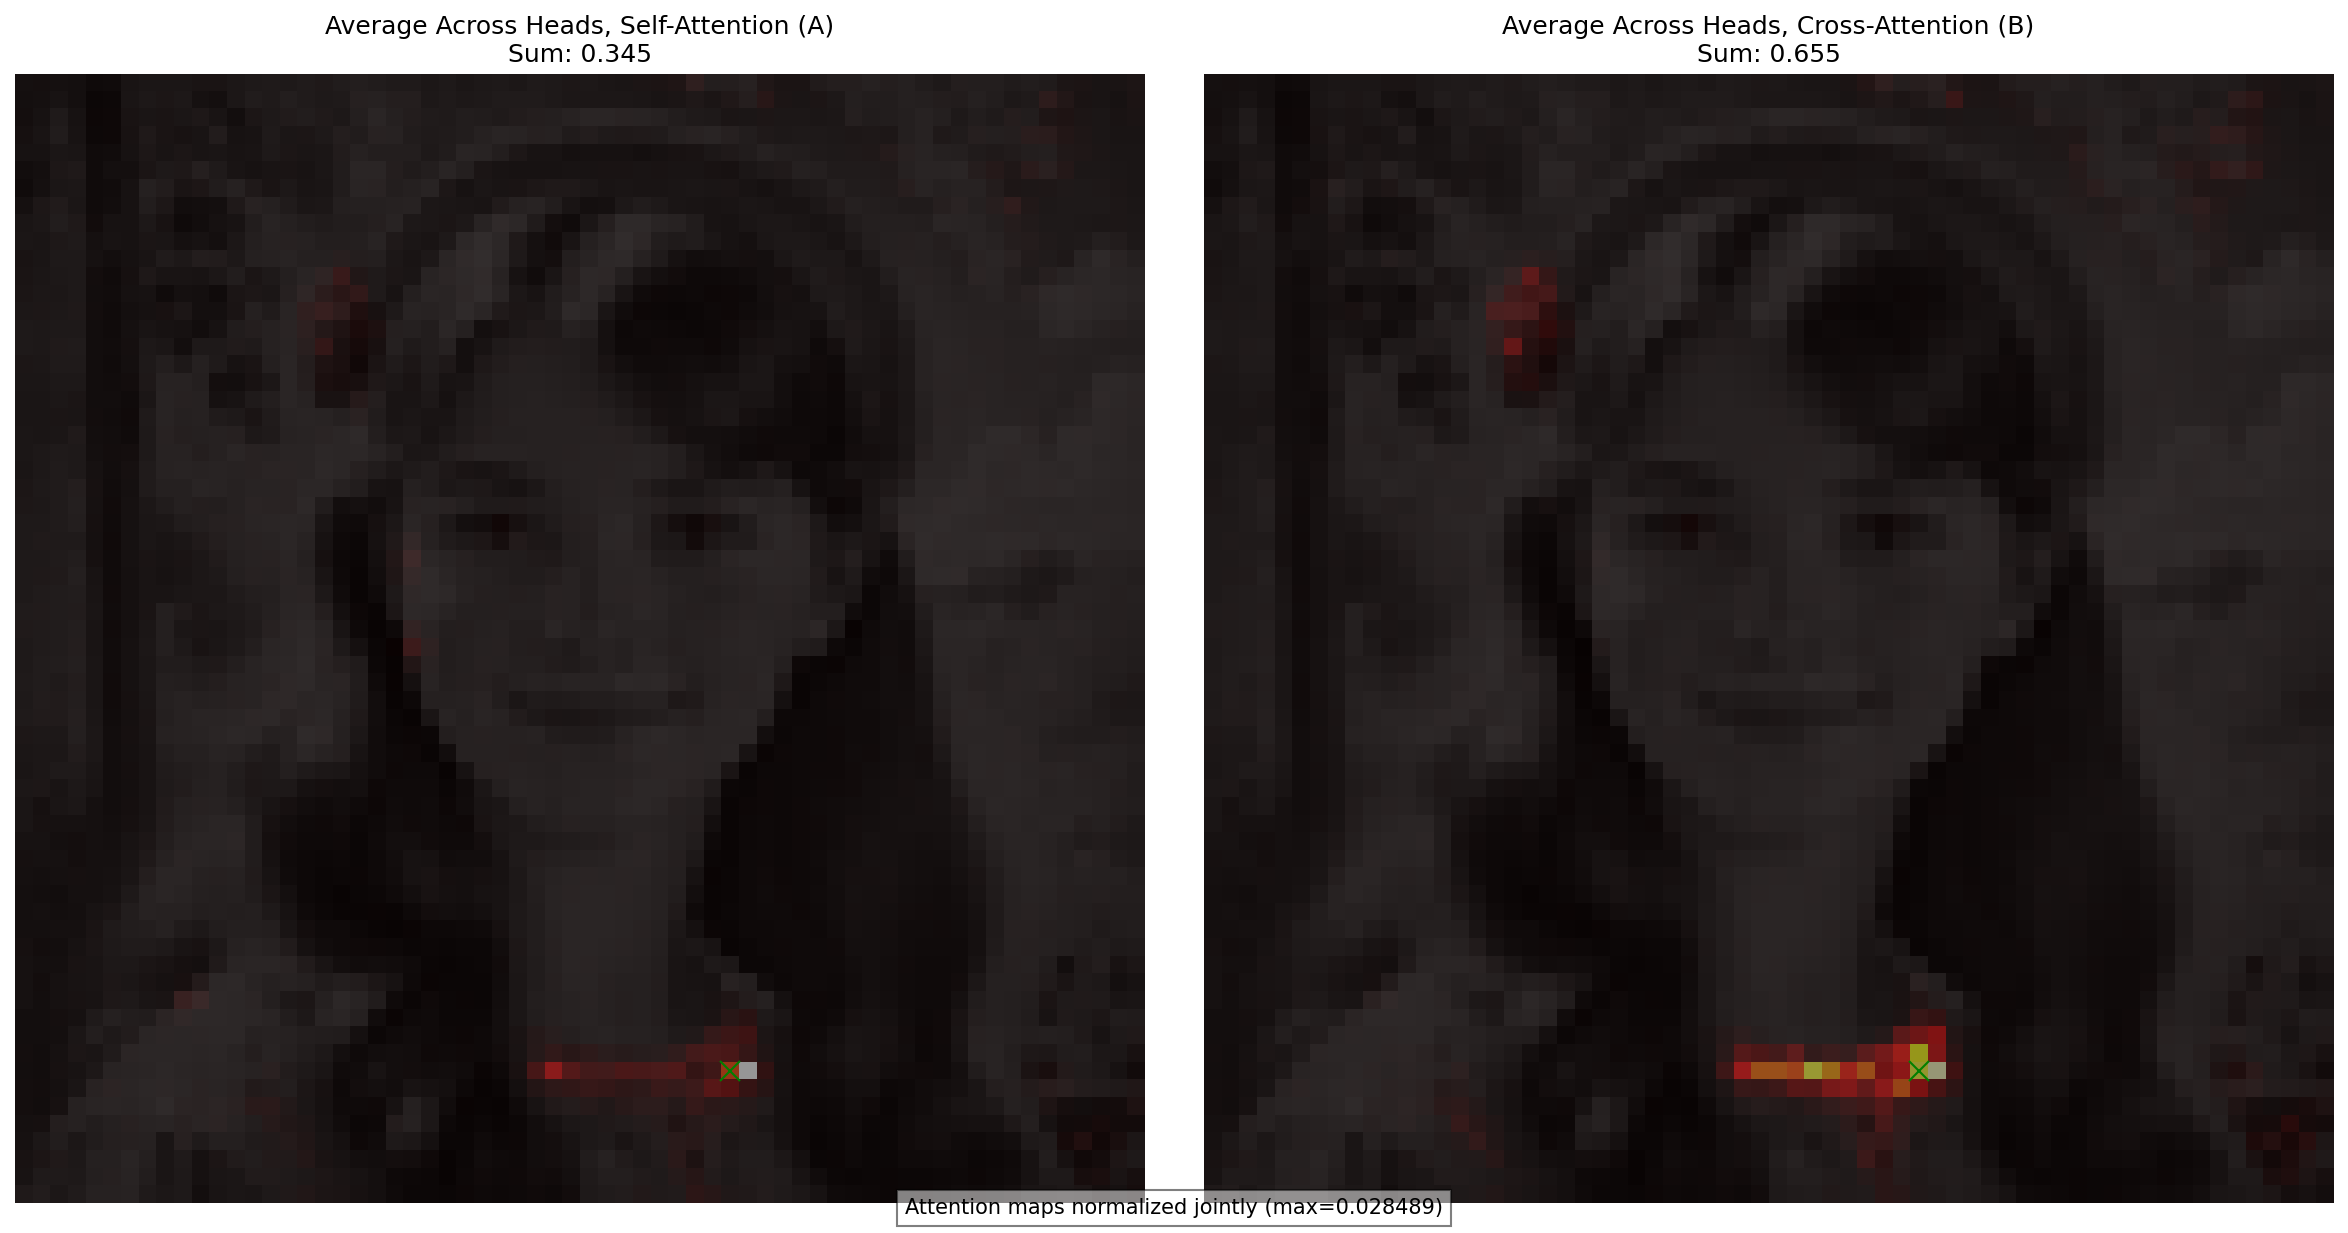 Average Across Heads, Self-Attention (A)
Sum: 0.345
Average Across Heads, Cross-Attention (B)
Sum: 0.655
Attention maps normalized jointly (max=0.028489)